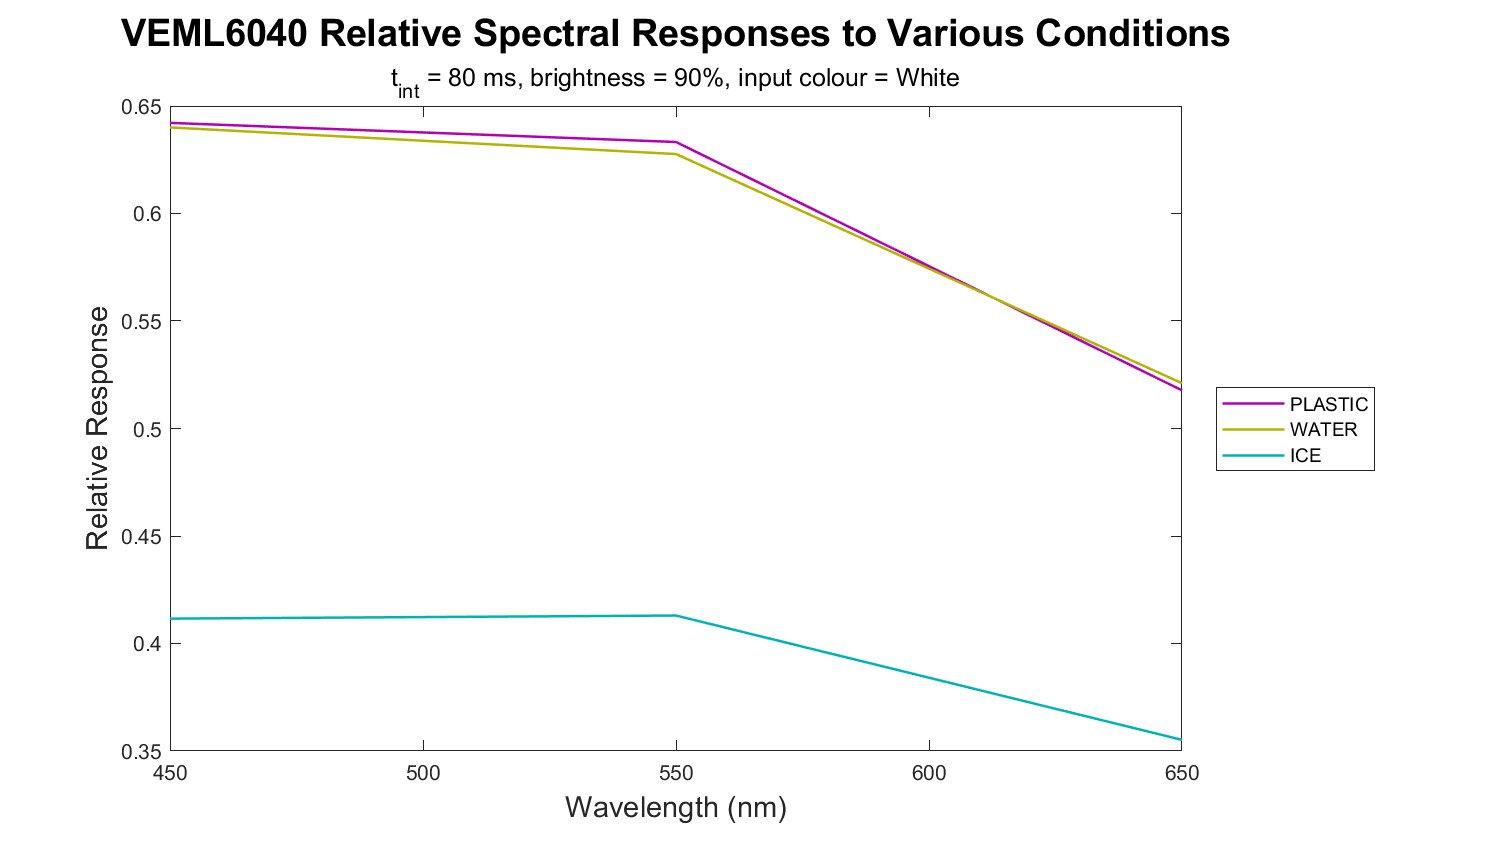 VEML6040 Relative Spectral Responses to Various Conditions
tint = 80 ms, brightness = 90%, input colour = White
0.65
0.6
0.55
0.5
0.45
0.4
0.35
Relative Response
450 500 550 600 650
Wavelength (nm)
PLASTIC
WATER
ICE